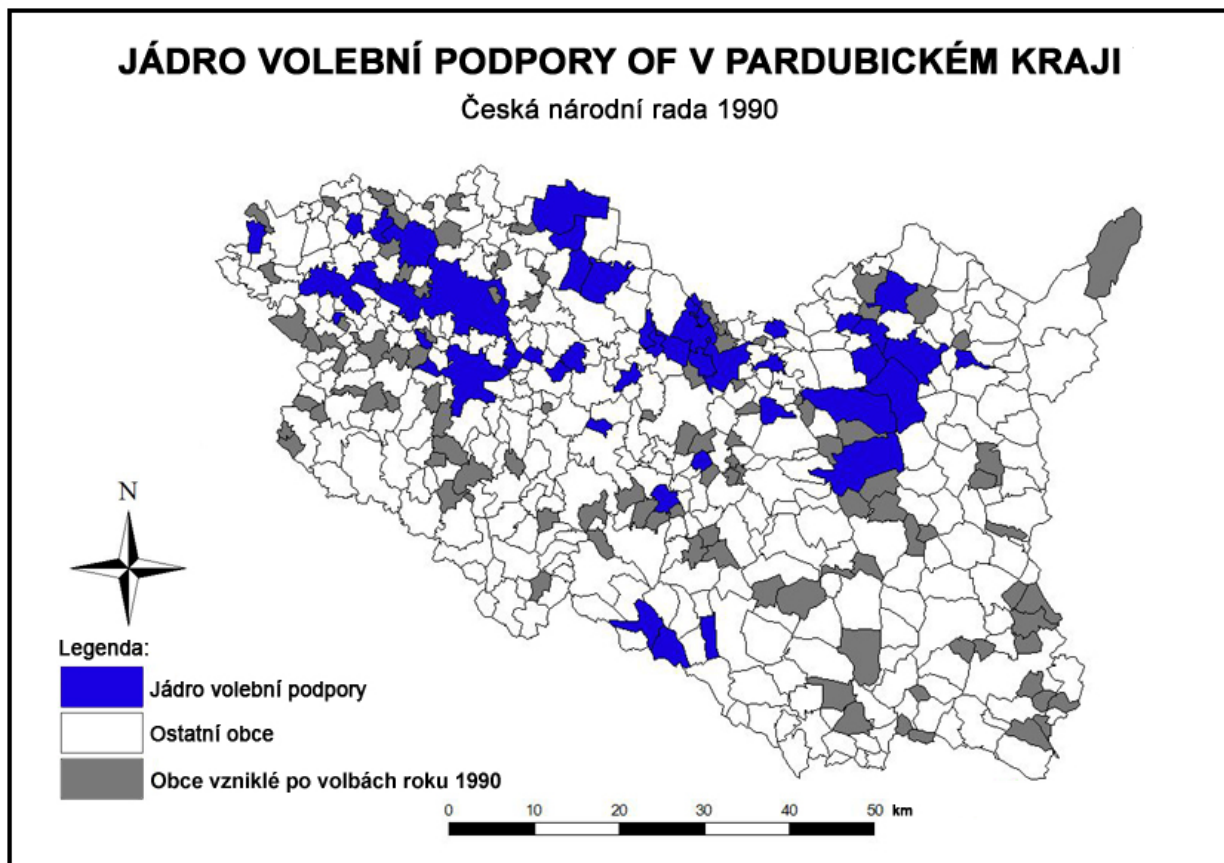 JÁDRO VOLEBNÍ PODPORY OF V PARDUBICKÉM KRAJI
Česká národní rada 1990
N
Legenda:
Jádro volební podpory
Ostatní obce
Obce vzniklé po volbách roku 1990
0 10 20 30 40 50 km